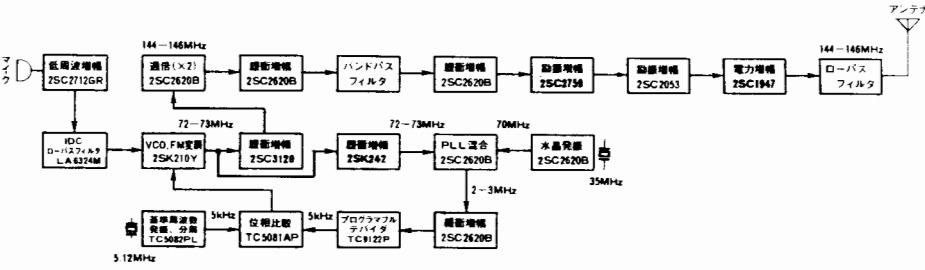 アンテナ
144-146MHz
144-146MHz
マイク
低周波増幅
2SC2712GR
逓倍(×2)
2SC2620B
緩衝増幅
2SC2620B
バンドパス
フィルタ
緩衝増幅
2SC2620B
励振増幅
励振増幅
2SC2053
電力増幅
2SC1947
ローパス
フィルタ
72-73MHz
72-73MHz
70MHz
IDC
ローパスフィルタ
LA6324M
VCO,FM変調
2SK210Y
緩衝増幅
2SC3120
緩衝増幅
2SK242
PLL混合
2SC2620B
水晶発振
2SC2620B
35MHz
2-3MHz
基準周波数
発振、分周
TC5082PL
5kHz
位相比較
TC5081AP
5kHz
プログラマブル
デバイダ
TC9122P
緩衝増幅
2SC2620B
5.12MHz